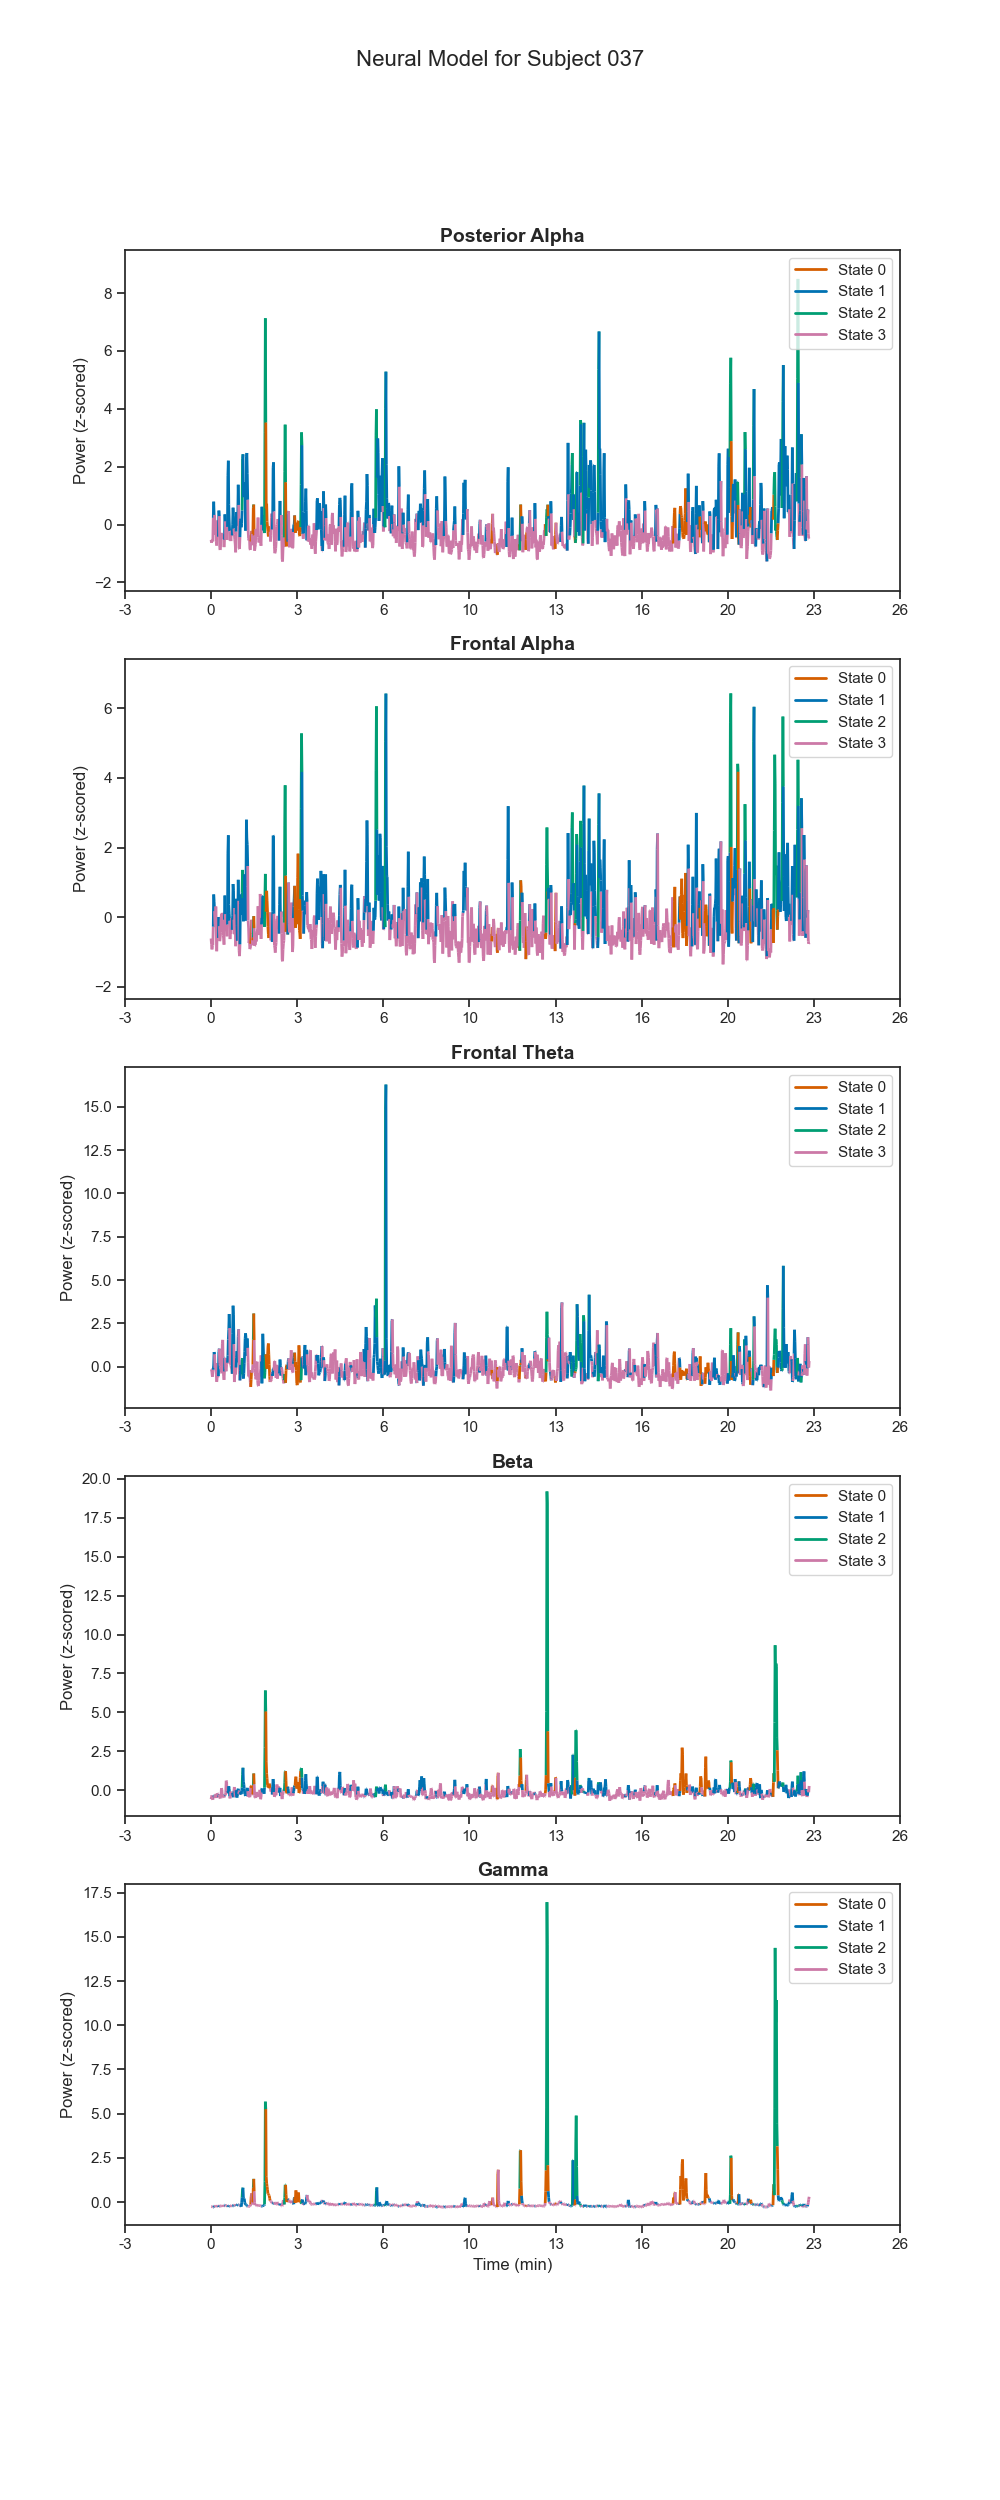 Neural Model for Subject 037
Posterior Alpha
Power (z-scored)
8
6
4
2
0
−2
State 0
State 1
State 2
State 3
-3 0 3 6 10 13 16 20 23 26
Frontal Alpha
Power (z-scored)
6
4
2
0
−2
State 0
State 1
State 2
State 3
-3 0 3 6 10 13 16 20 23 26
Frontal Theta
Power (z-scored)
15.0
12.5
10.0
7.5
5.0
2.5
0.0
State 0
State 1
State 2
State 3
-3 0 3 6 10 13 16 20 23 26
Beta
Power (z-scored)
20.0
17.5
15.0
12.5
10.0
7.5
5.0
2.5
0.0
State 0
State 1
State 2
State 3
-3 0 3 6 10 13 16 20 23 26
Gamma
Power (z-scored)
17.5
15.0
12.5
10.0
7.5
5.0
2.5
0.0
State 0
State 1
State 2
State 3
-3 0 3 6 10 13 16 20 23 26
Time (min)